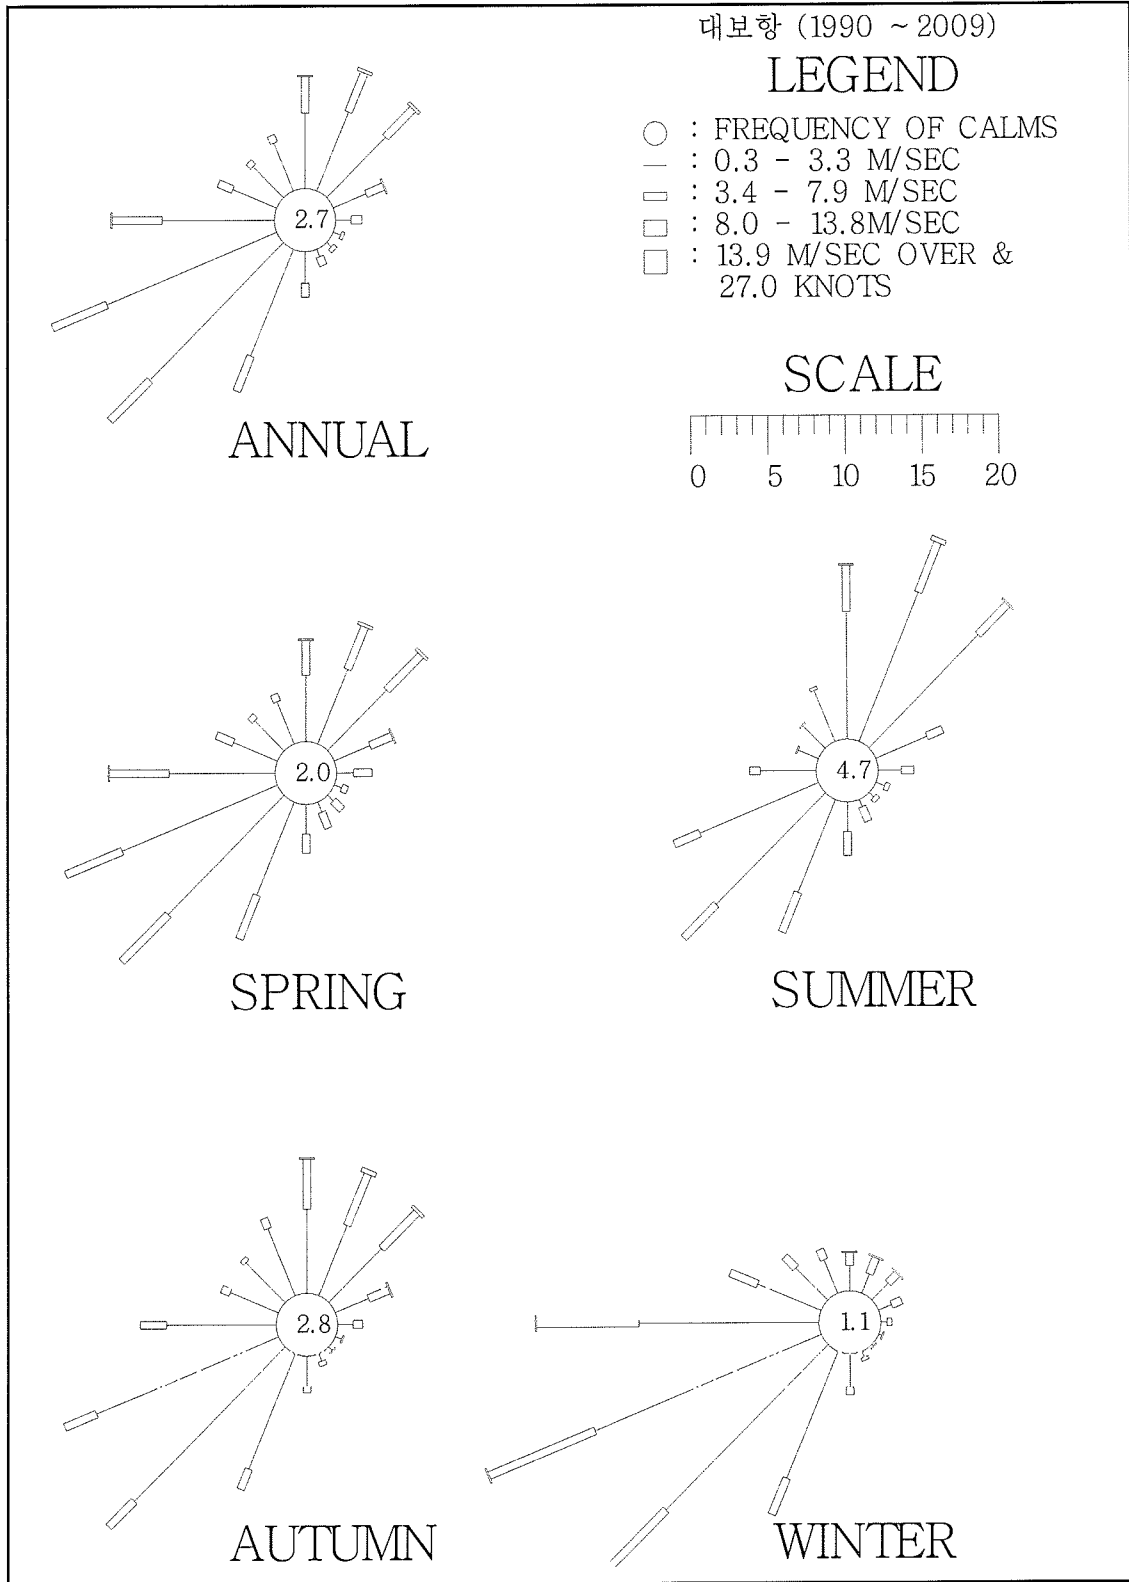 대보항 (1990 ~ 2009)
LEGEND
: FREQUENCY OF CALMS
: 0.3 - 3.3 M/SEC
: 3.4 - 7.9 M/SEC
: 8.0 - 13.8M/SEC
: 13.9 M/SEC OVER &
27.0 KNOTS
SCALE
0 5 10 15 20
2.7
ANNUAL
2.0
SPRING
4.7
SUMMER
2.8
AUTUMN
1.1
WINTER